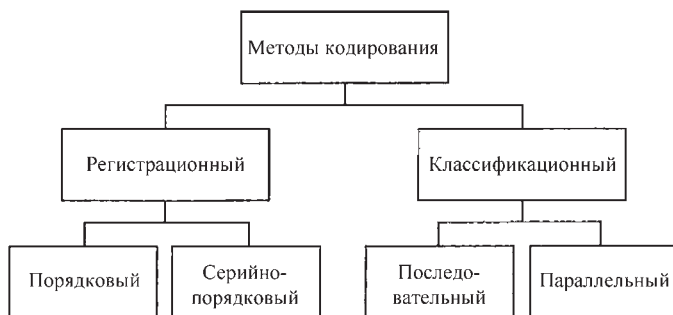 Методы кодирования
Регистрационный
Классификационный
Порядковый
Серийно-
порядковый
Последо-
вательный
Параллельный